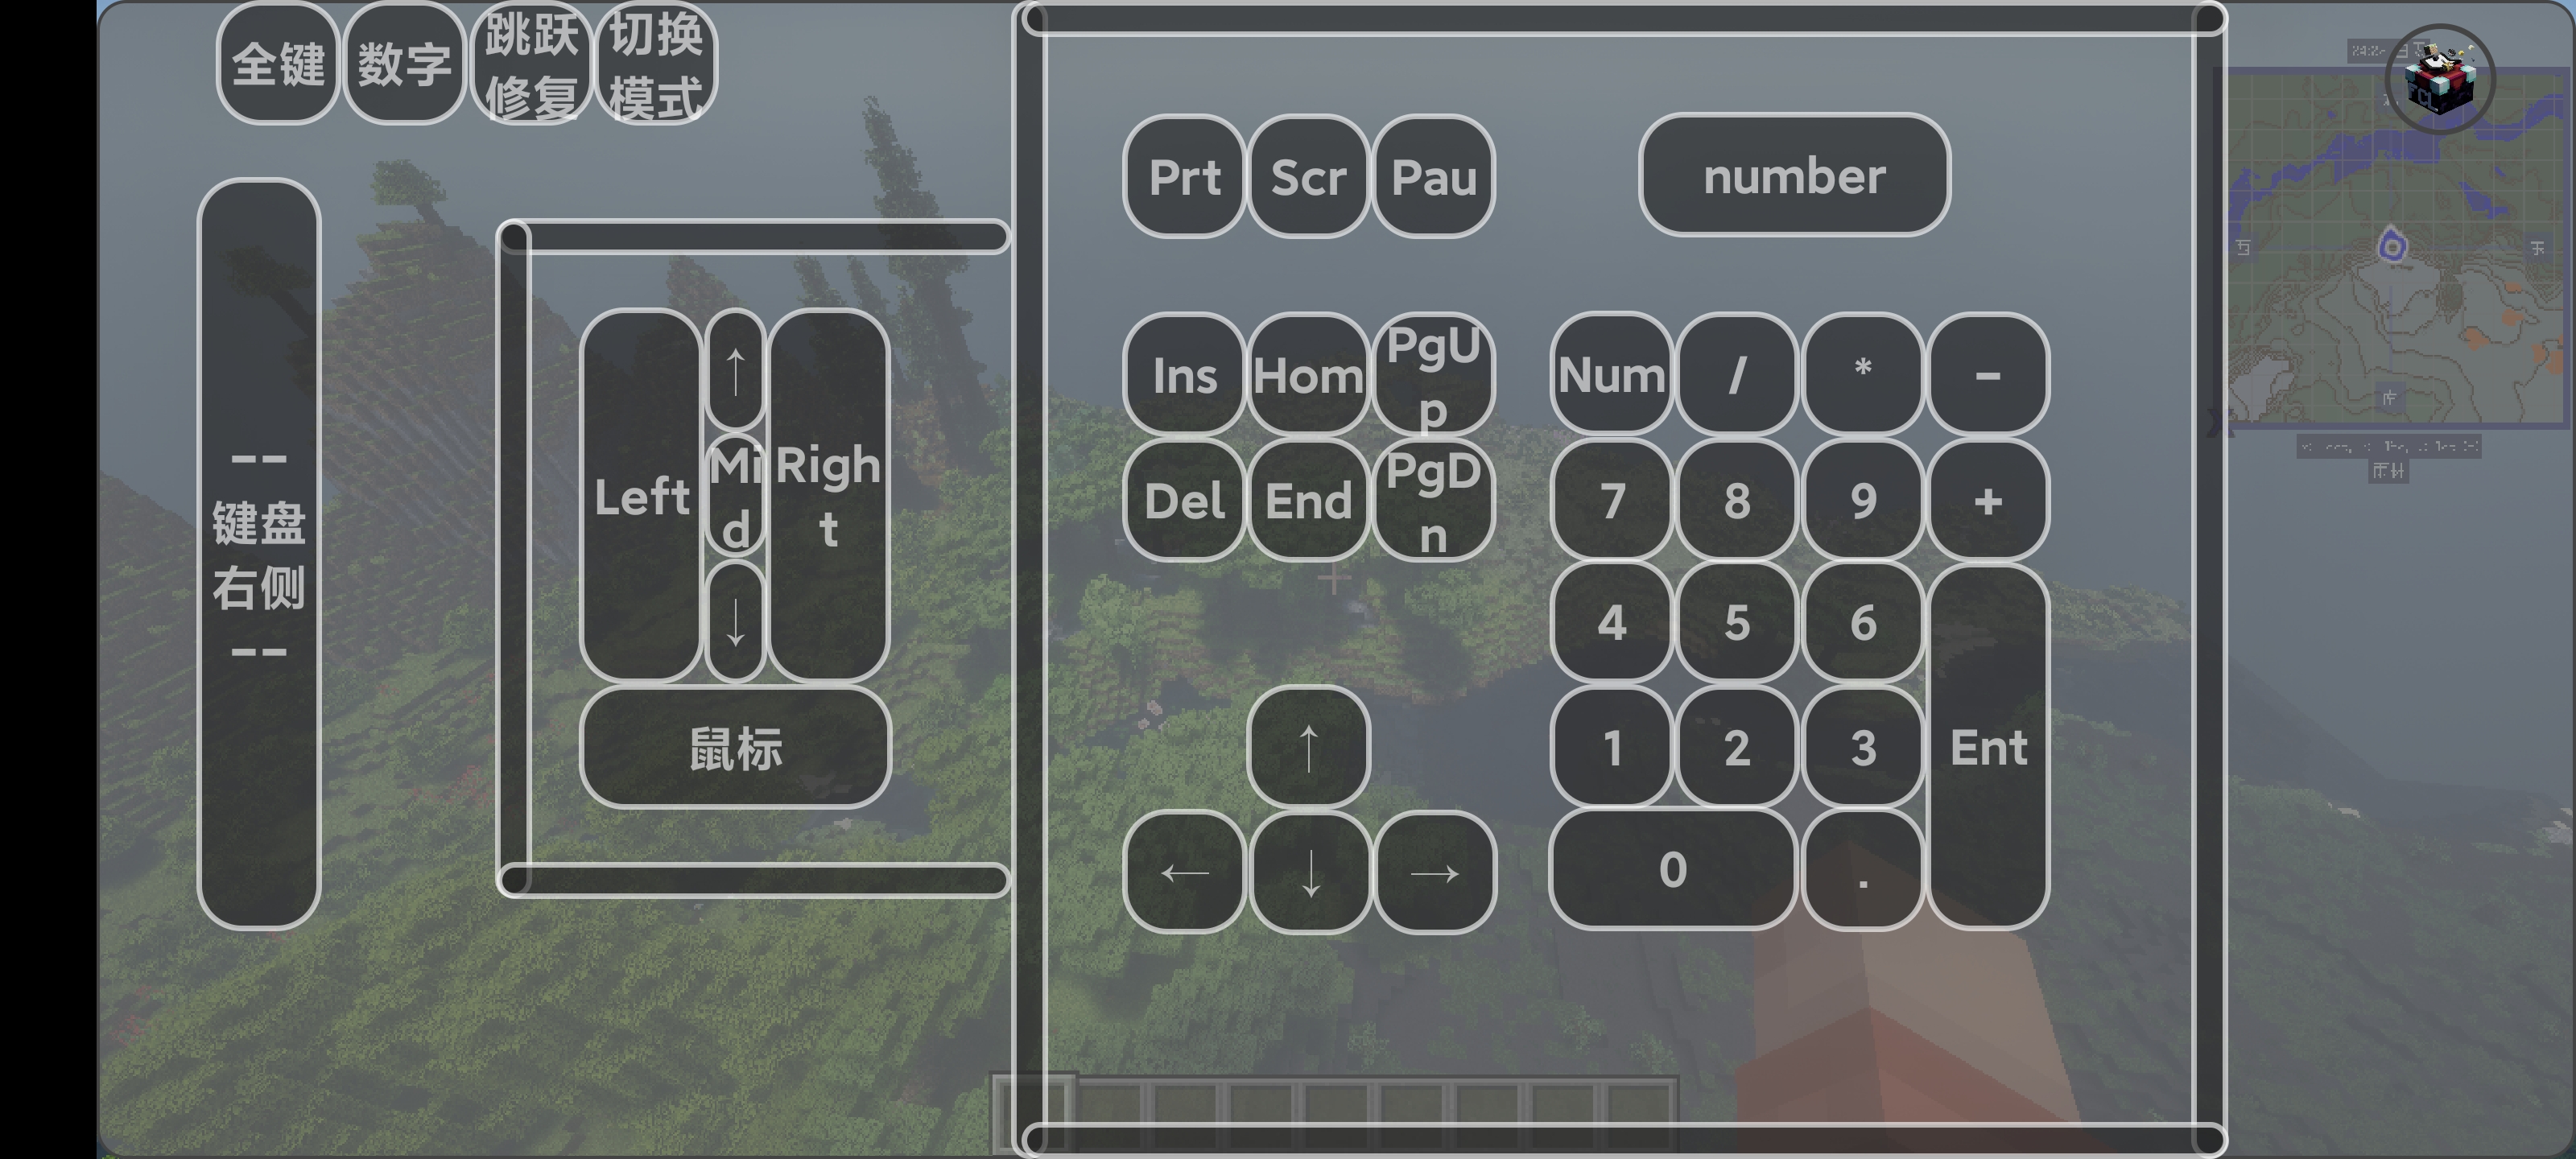 全键
数字
跳跃
修复
切换
模式
FCL
Prt
Scr
Pau
number
--
键盘
右侧
--
Left
↑
Mi
d
↓
Righ
t
鼠标
Ins
Hom
PgU
p
Del
End
PgD
n
↑
←
↓
→
Num
/
*
-
7
8
9
+
4
5
6
1
2
3
Ent
0
.